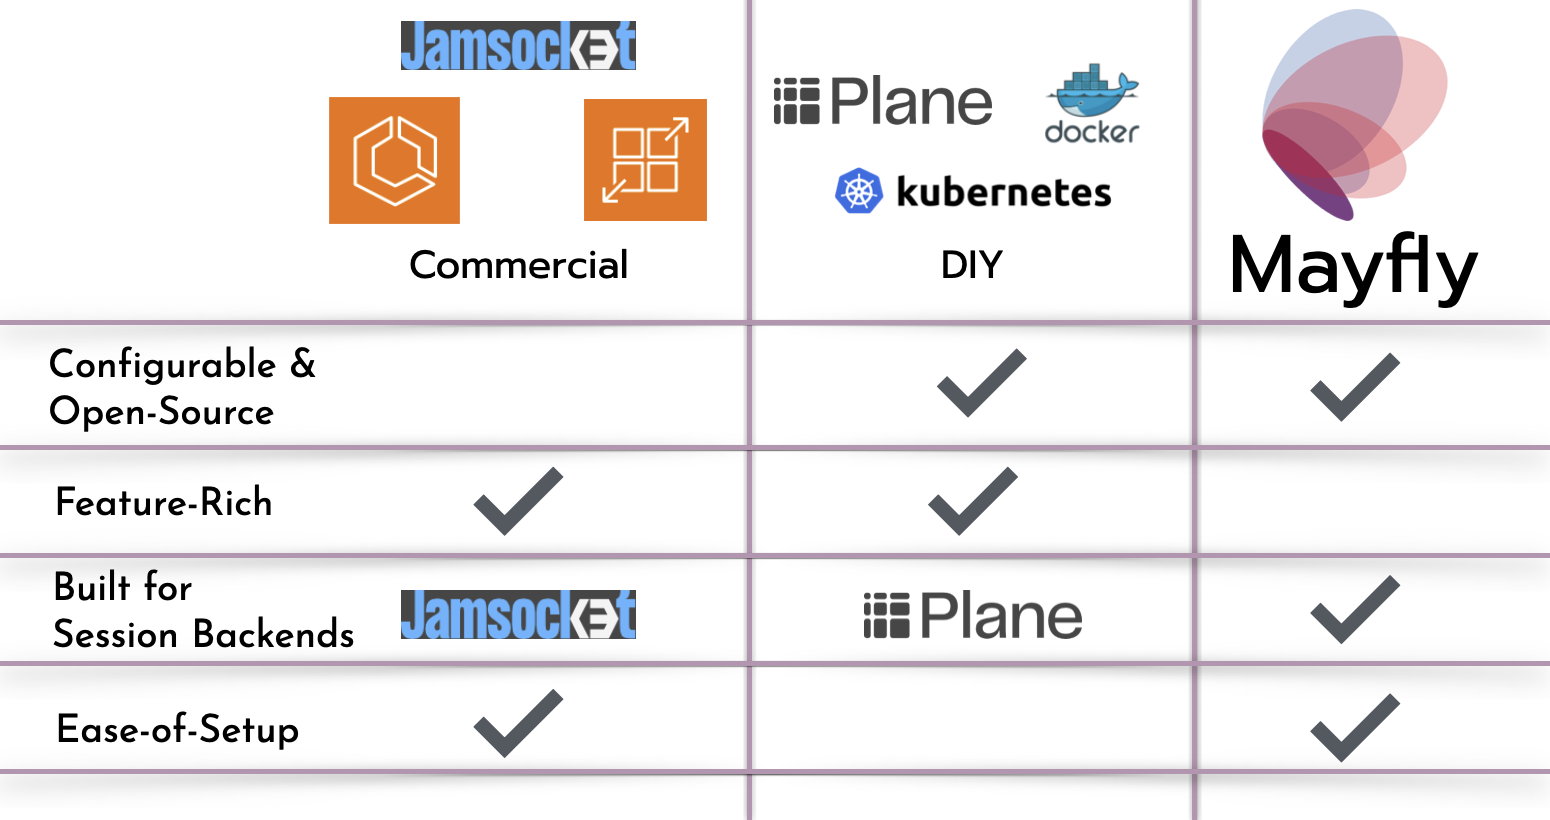 Jamsocket
Plane
docker
kubernetes
Commercial
DIY
Mayfly
Configurable &
Open-Source
Feature-Rich
Built for
Session Backends
Jamsocket
Plane
Ease-of-Setup